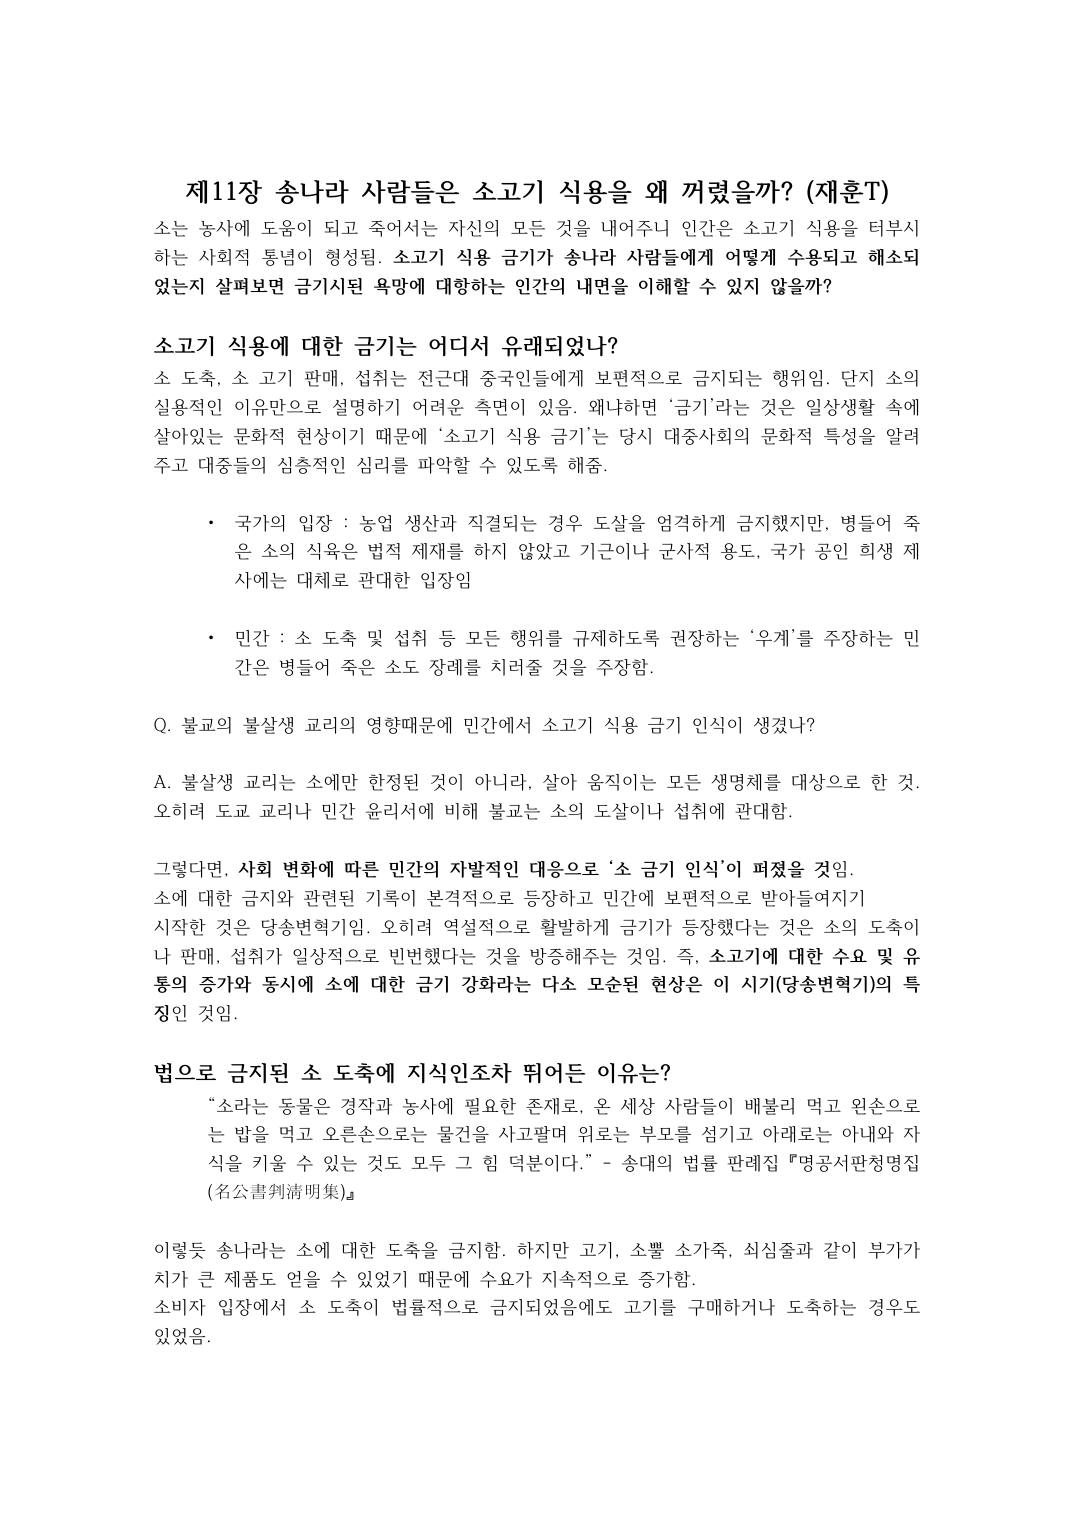 제11장 송나라 사람들은 소고기 식용을 왜 꺼렸을까? (재훈T)
소는 농사에 도움이 되고 죽어서는 자신의 모든 것을 내어주니 인간은 소고기 식용을 터부시
하는 사회적 통념이 형성됨. 소고기 식용 금기가 송나라 사람들에게 어떻게 수용되고 해소되
었는지 살펴보면 금기시된 욕망에 대항하는 인간의 내면을 이해할 수 있지 않을까?
소고기 식용에 대한 금기는 어디서 유래되었나?
소 도축, 소 고기 판매, 섭취는 전근대 중국인들에게 보편적으로 금지되는 행위임. 단지 소의
실용적인 이유만으로 설명하기 어려운 측면이 있음. 왜냐하면 ‘금기’라는 것은 일상생활 속에
살아있는 문화적 현상이기 때문에 ‘소고기 식용 금기’는 당시 대중사회의 문화적 특성을 알려
주고 대중들의 심층적인 심리를 파악할 수 있도록 해줌.
• 국가의 입장 : 농업 생산과 직결되는 경우 도살을 엄격하게 금지했지만, 병들어 죽
은 소의 식육은 법적 제재를 하지 않았고 기근이나 군사적 용도, 국가 공인 희생 제
사에는 대체로 관대한 입장임
• 민간 : 소 도축 및 섭취 등 모든 행위를 규제하도록 권장하는 ‘우계’를 주장하는 민
간은 병들어 죽은 소도 장례를 치러줄 것을 주장함.
Q. 불교의 불살생 교리의 영향때문에 민간에서 소고기 식용 금기 인식이 생겼나?
A. 불살생 교리는 소에만 한정된 것이 아니라, 살아 움직이는 모든 생명체를 대상으로 한 것.
오히려 도교 교리나 민간 윤리서에 비해 불교는 소의 도살이나 섭취에 관대함.
그렇다면, 사회 변화에 따른 민간의 자발적인 대응으로 ‘소 금기 인식’이 퍼졌을 것임.
소에 대한 금지와 관련된 기록이 본격적으로 등장하고 민간에 보편적으로 받아들여지기
시작한 것은 당송변혁기임. 오히려 역설적으로 활발하게 금기가 등장했다는 것은 소의 도축이
나 판매, 섭취가 일상적으로 빈번했다는 것을 방증해주는 것임. 즉, 소고기에 대한 수요 및 유
통의 증가와 동시에 소에 대한 금기 강화라는 다소 모순된 현상은 이 시기(당송변혁기)의 특
징인 것임.
법으로 금지된 소 도축에 지식인조차 뛰어든 이유는?
“소라는 동물은 경작과 농사에 필요한 존재로, 온 세상 사람들이 배불리 먹고 왼손으로
는 밥을 먹고 오른손으로는 물건을 사고팔며 위로는 부모를 섬기고 아래로는 아내와 자
식을 키울 수 있는 것도 모두 그 힘 덕분이다.” - 송대의 법률 판례집 『명공서판청명집
(名公書判淸明集)』
이렇듯 송나라는 소에 대한 도축을 금지함. 하지만 고기, 소뿔 소가죽, 쇠심줄과 같이 부가가
치가 큰 제품도 얻을 수 있었기 때문에 수요가 지속적으로 증가함.
소비자 입장에서 소 도축이 법률적으로 금지되었음에도 고기를 구매하거나 도축하는 경우도
있었음.